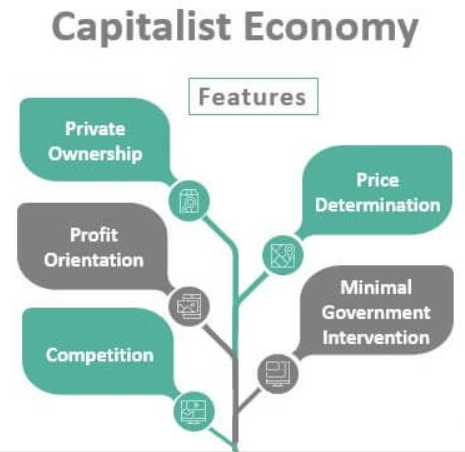 Capitalist Economy
Features
Private
Ownership
Price
Determination
Profit
Orientation
Minimal
Government
Intervention
Competition